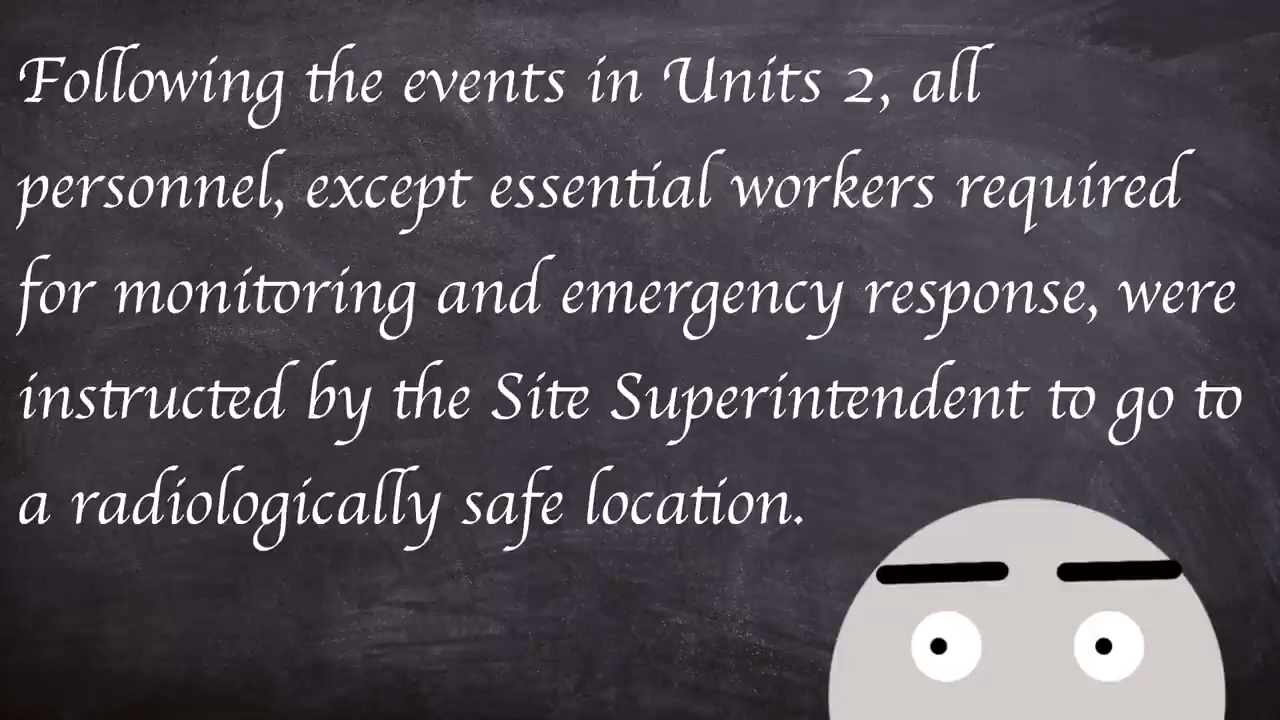 Following the events in Units 2, all
personnel, except essential workers required
for monitoring and emergency response, were
instructed by the Site Superintendent to go to
a radiologically safe location.